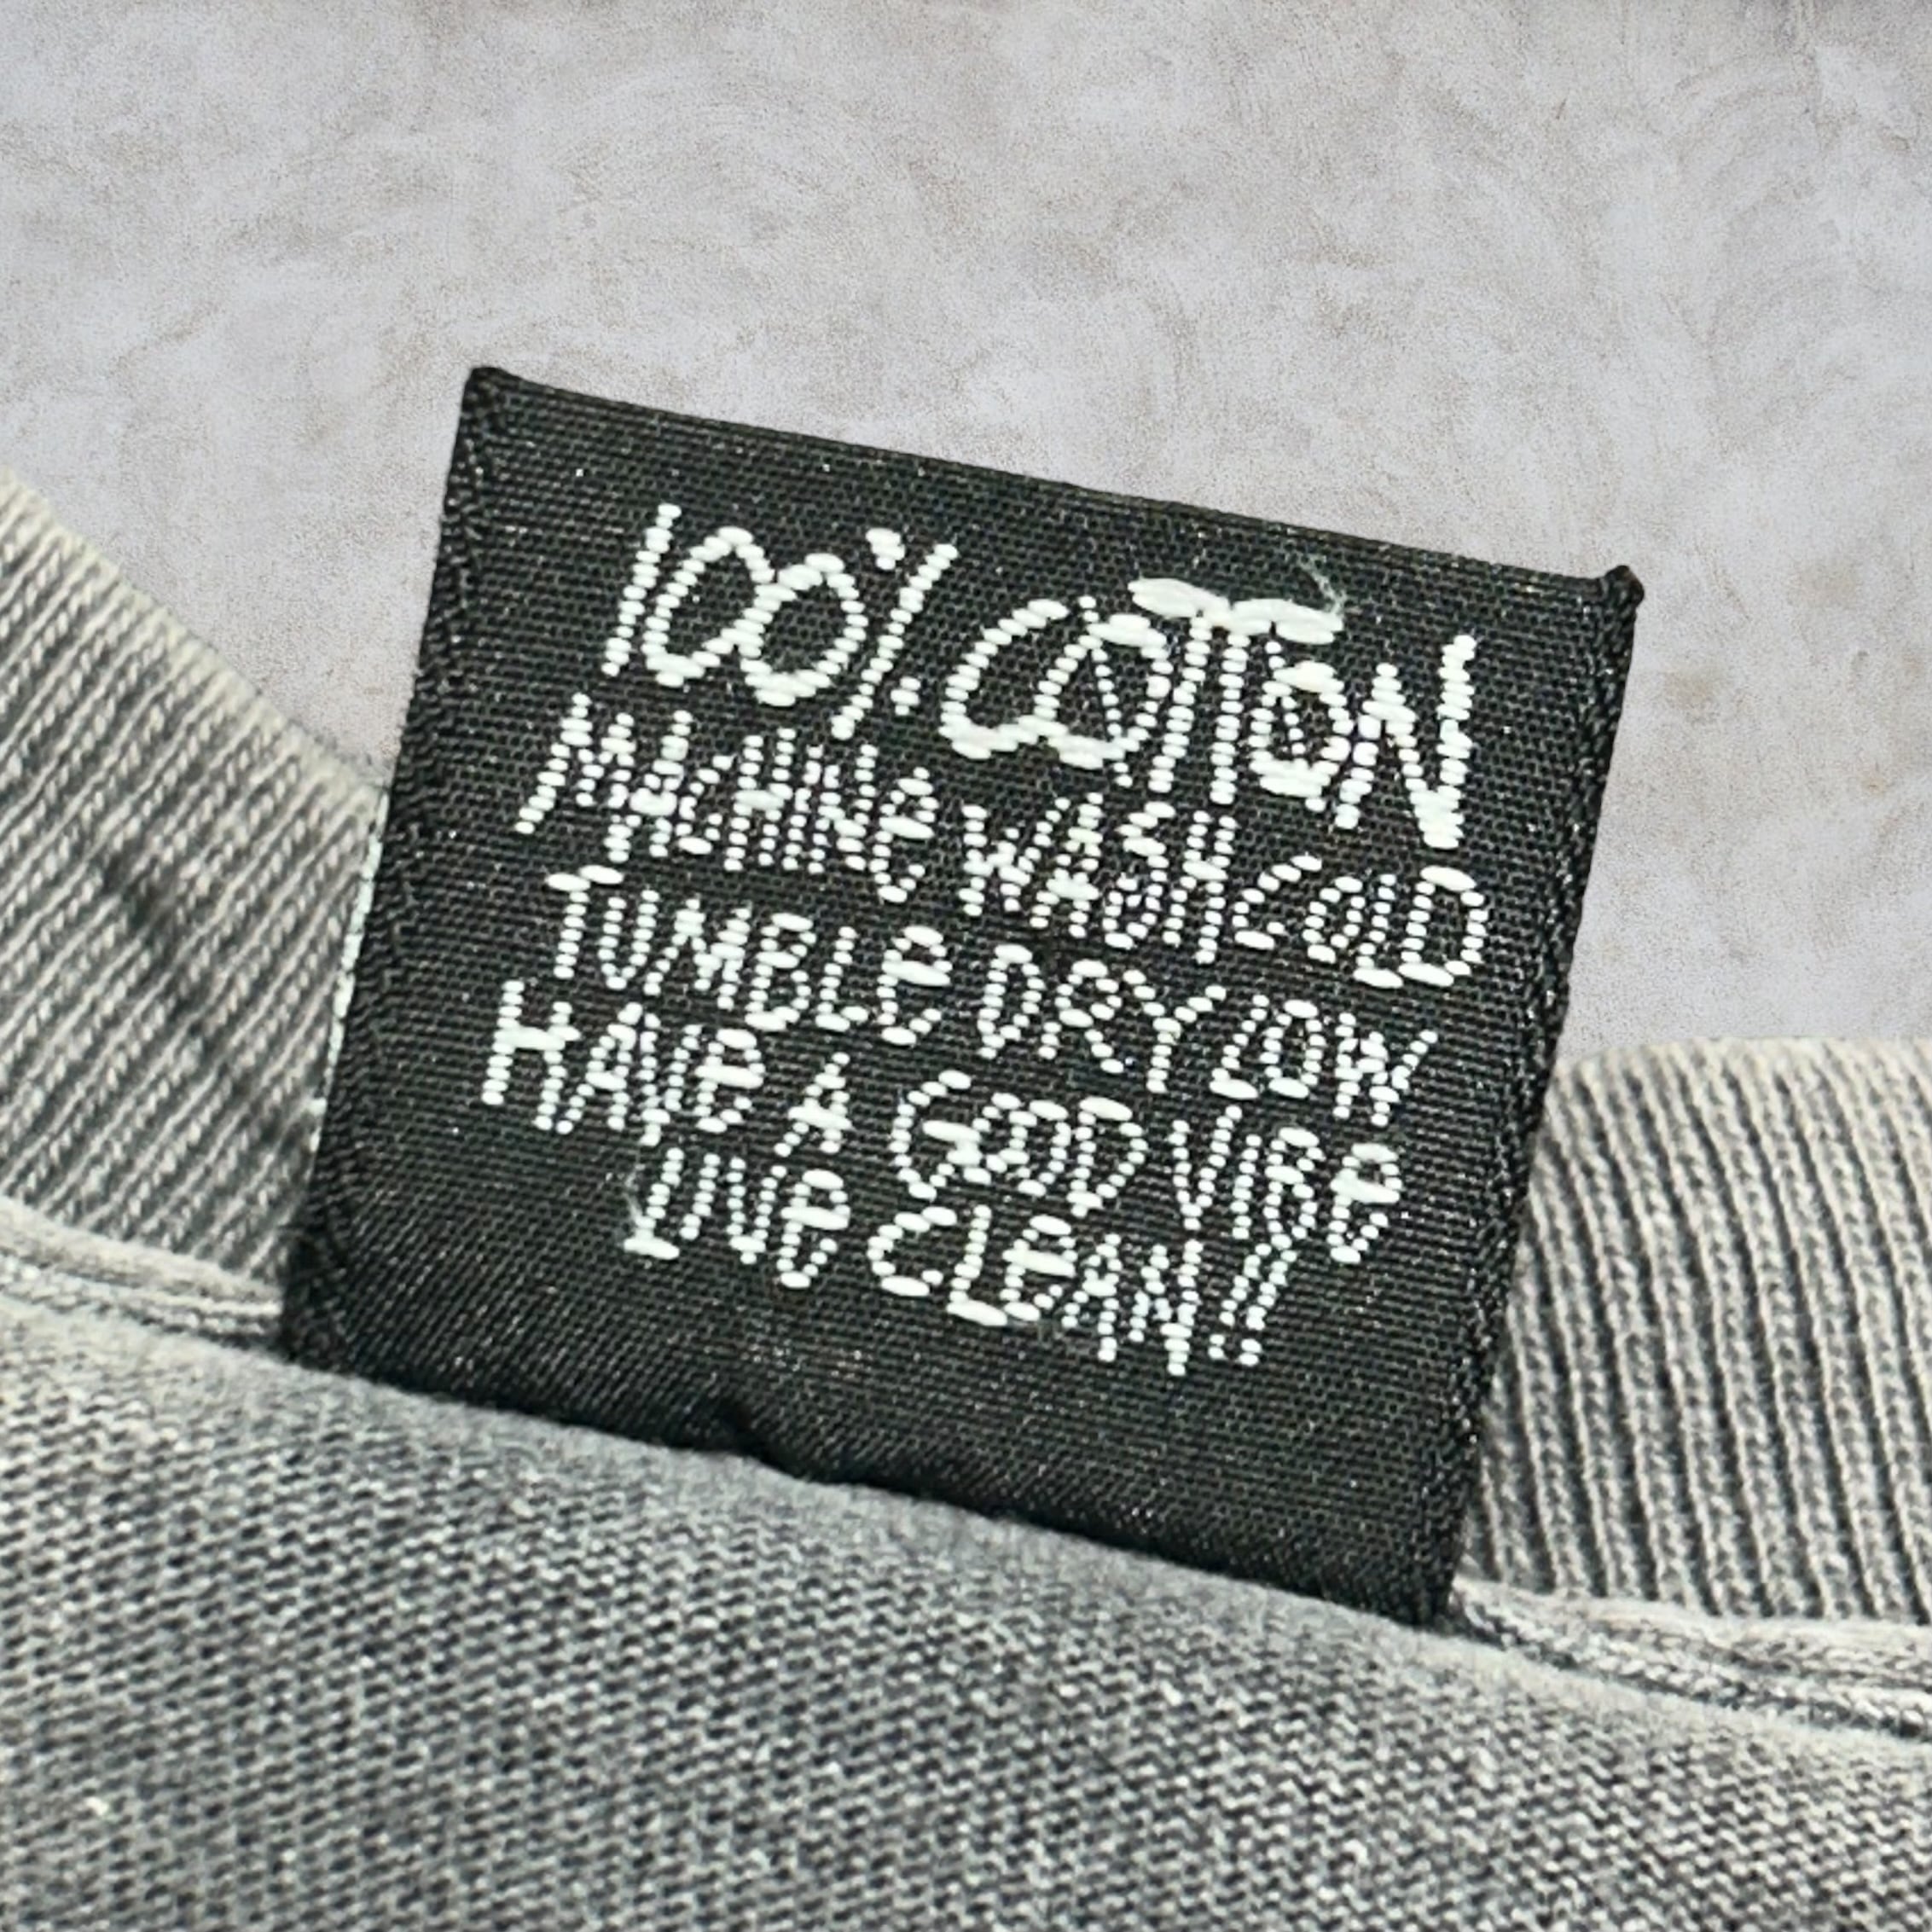 100% COTTON
MACHINe WASH COLD
TUMBLe DRY LOW
HAVe A GOOD VIBe
LIVe CLeAN!!